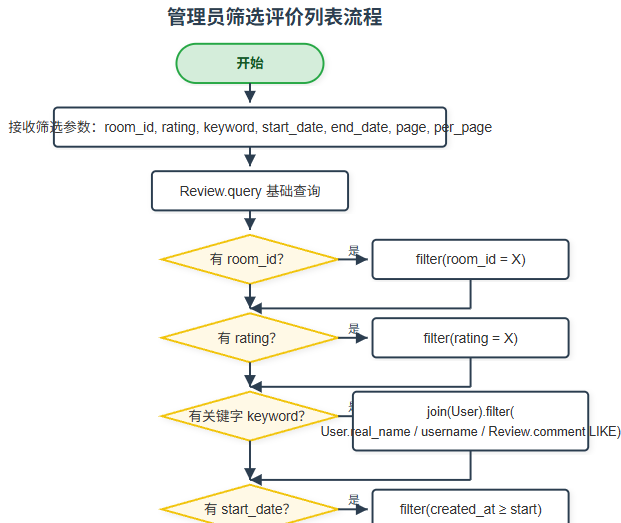 管理员筛选评价列表流程
开始
接收筛选参数：room_id, rating, keyword, start_date, end_date, page, per_page
Review.query 基础查询
有 room_id?
是
filter(room_id = X)
有 rating?
是
filter(rating = X)
有关键字 keyword?
join(User).filter(
User.real_name / username / Review.comment LIKE)
有 start_date?
是
filter(created_at ≥ start)